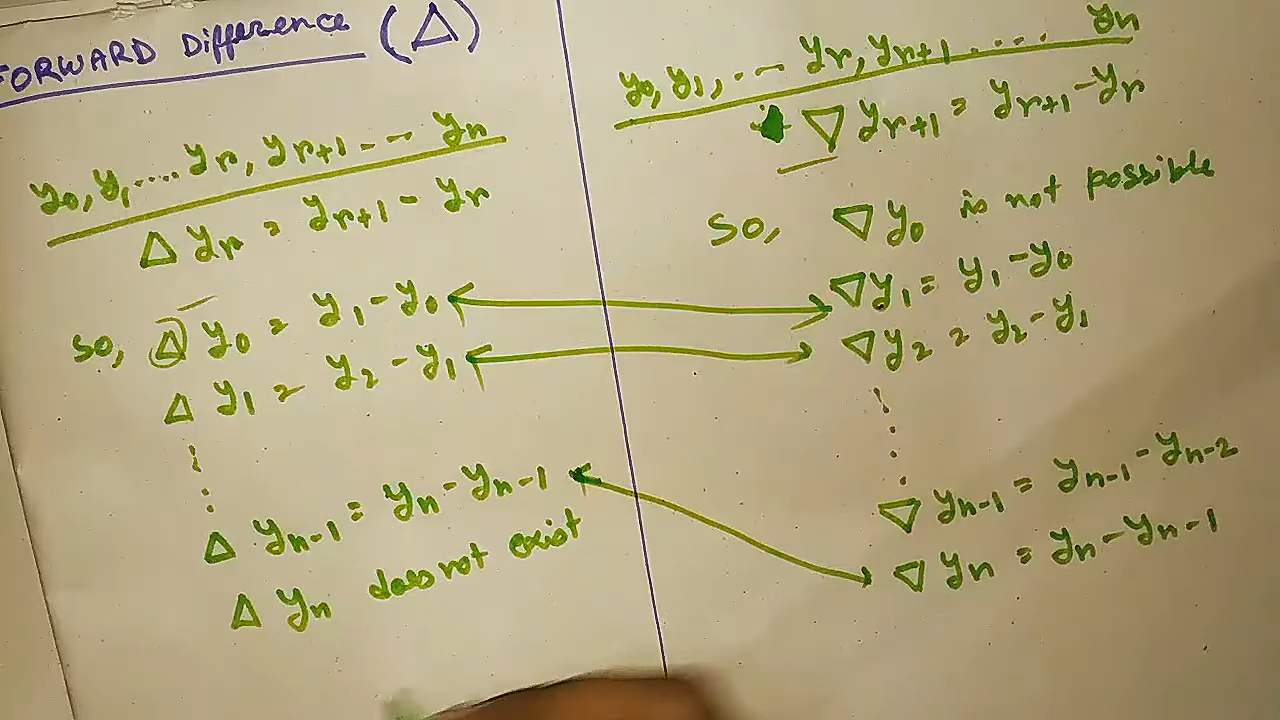 FORWARD Difference (Δ)
y0, y1, .... yr, yr+1 - - - yn
Δ yr = yr+1 - yr
so, Δ y0 = y1 - y0
Δ y1 = y2 - y1
Δ yn-1 = yn - yn-1
Δ yn does not exist
y0, y1, ... yr, yr+1 ..... yn
∇ yr+1 = yr+1 - yr
so, ∇ y0 is not possible
∇ y1 = y1 - y0
∇ y2 = y2 - y1
∇ yn-1 = yn-1 - yn-2
∇ yn = yn - yn-1